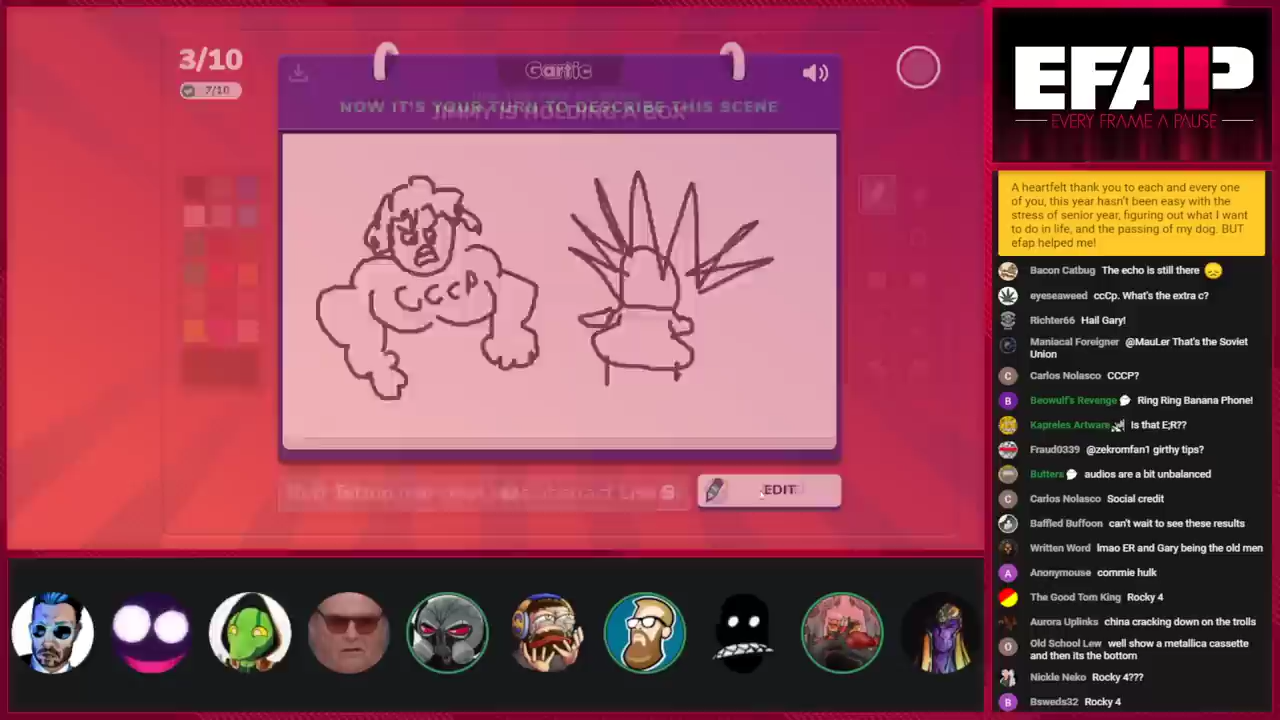 3/10
7/10
Gartic
NOW IT'S YOUR TURN TO DESCRIBE THIS SCENE
JIMMY IS HOLDING A BOX
CCCP
EDIT
EFAP
EVERY FRAME A PAUSE
A heartfelt thank you to each and every one
of you, this year hasn't been easy with the
stress of senior year, figuring out what I want
to do in life, and the passing of my dog. BUT
efap helped me!
Bacon Catbug The echo is still there
eyeseaweed ccCp. What's the extra c?
Richter66 Hail Gary!
Maniacal Foreigner @MauLer That's the Soviet
Union
C Carlos Nolasco CCCP?
B Beowulf's Revenge Ring Ring Banana Phone!
Kapreles Artware Is that E;R??
Fraud0339 @zekromfan1 girthy tips?
Butters audios are a bit unbalanced
C Carlos Nolasco Social credit
Baffled Buffoon can't wait to see these results
Written Word lmao ER and Gary being the old men
A Anonymouse commie hulk
The Good Tom King Rocky 4
Aurora Uplinks china cracking down on the trolls
O Old School Lew well show a metallica cassette
and then its the bottom
Nickle Neko Rocky 4???
B Bsweds32 Rocky 4